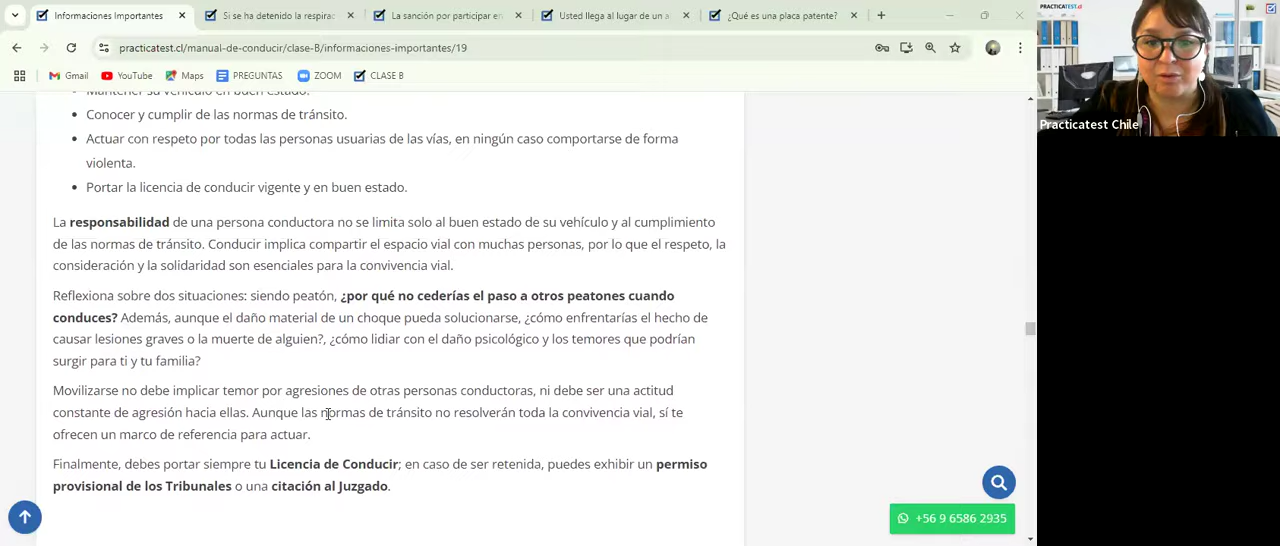 Informaciones Importantes
Si se ha detenido la respirac
La sanción por participar e
Usted llega al lugar de un a
¿Qué es una placa patente?
practicatest.cl/manual-de-conducir/clase-B/informaciones-importantes/19
Gmail
YouTube
Maps
PREGUNTAS
ZOOM
CLASE B
Mantener su vehículo en buen estado.
Conocer y cumplir de las normas de tránsito.
Actuar con respeto por todas las personas usuarias de las vías, en ningún caso comportarse de forma
violenta.
Portar la licencia de conducir vigente y en buen estado.
La responsabilidad de una persona conductora no se limita solo al buen estado de su vehículo y al cumplimiento
de las normas de tránsito. Conducir implica compartir el espacio vial con muchas personas, por lo que el respeto, la
consideración y la solidaridad son esenciales para la convivencia vial.
Reflexiona sobre dos situaciones: siendo peatón, ¿por qué no cederías el paso a otros peatones cuando
conduces? Además, aunque el daño material de un choque pueda solucionarse, ¿cómo enfrentarías el hecho de
causar lesiones graves o la muerte de alguien?, ¿cómo lidiar con el daño psicológico y los temores que podrían
surgir para ti y tu familia?
Movilizarse no debe implicar temor por agresiones de otras personas conductoras, ni debe ser una actitud
constante de agresión hacia ellas. Aunque las normas de tránsito no resolverán toda la convivencia vial, sí te
ofrecen un marco de referencia para actuar.
Finalmente, debes portar siempre tu Licencia de Conducir; en caso de ser retenida, puedes exhibir un permiso
provisional de los Tribunales o una citación al Juzgado.
+56 9 6586 2935
PRACTICATEST.cl
Practicatest Chile